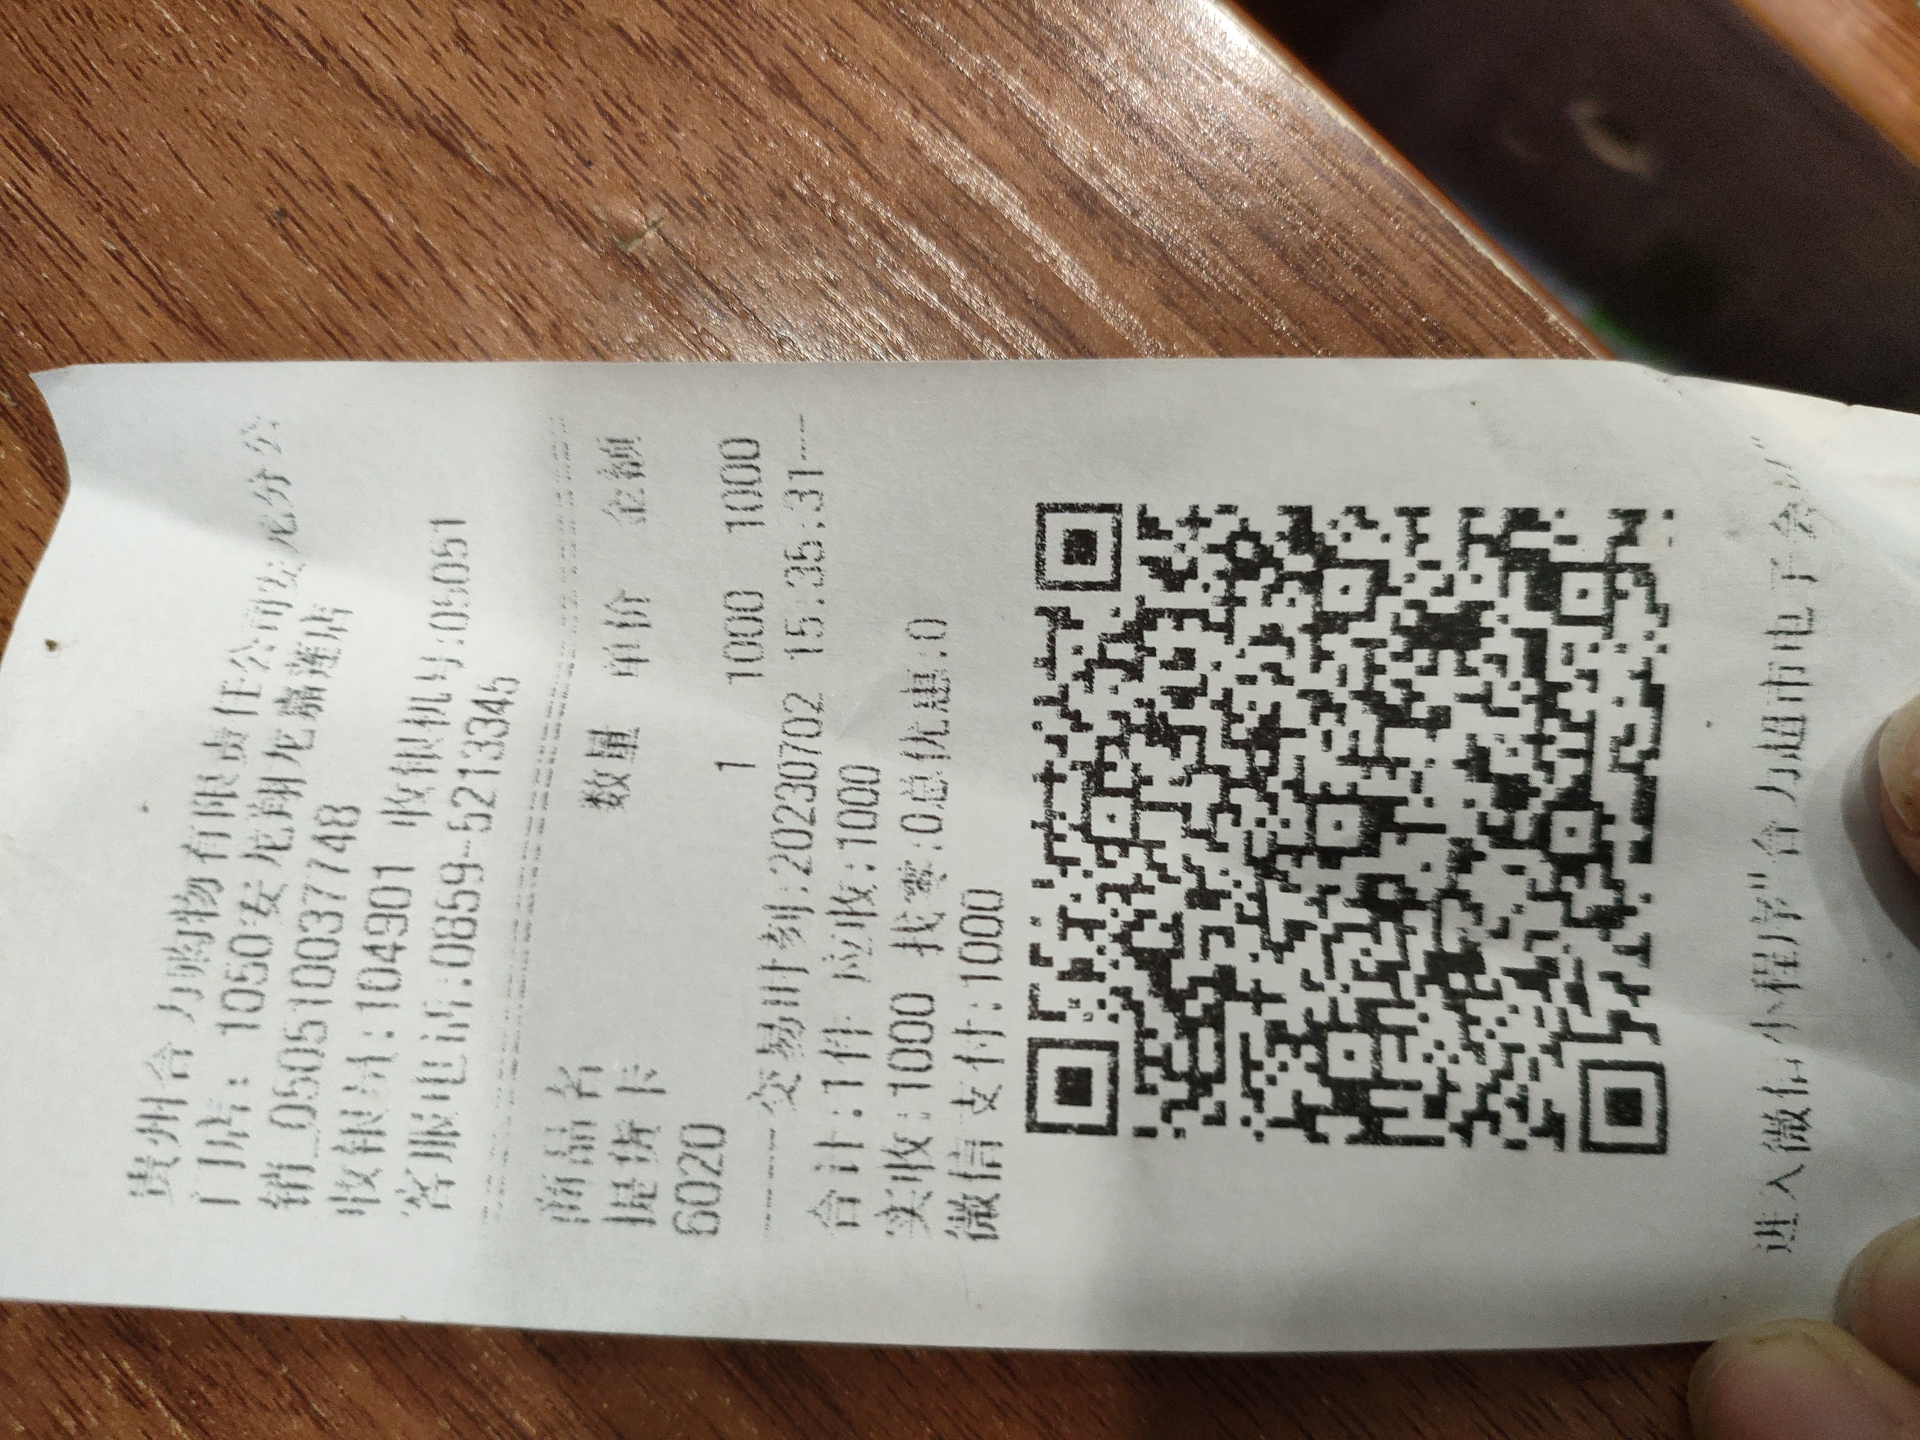 贵州合力购物有限责任公司安龙分公
门店: 1050安龙翔龙肃莲店
销_050510037748
收银员:104901 收银机号:05051
客服电话:0859-5213345
商品名 数量 单价 金额
提货卡
6020 1 1000 1000
----交易时刻:20230702 15:35:31---
合计:1件 应收:1000
实收:1000 找零:0总优惠:0
微信支付:1000
进入微信小程序"合力超市电子会